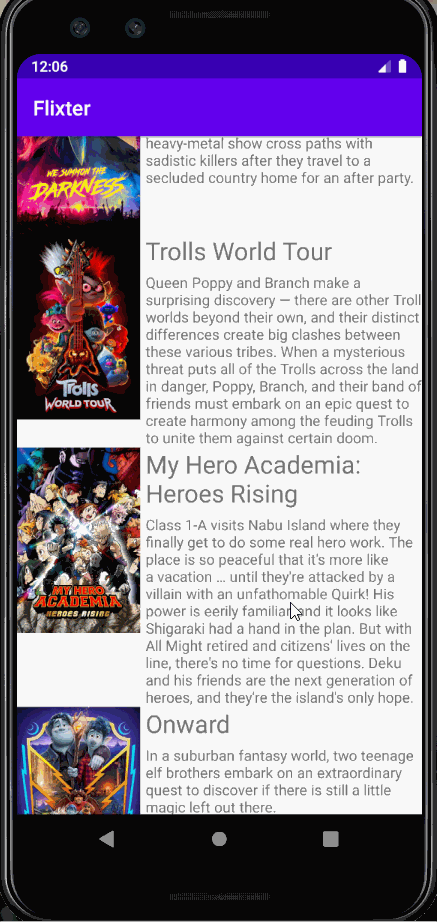 12:06
Flixter
heavy-metal show cross paths with
sadistic killers after they travel to a
secluded country home for an after party.
WE SUMMON THE
DARKNESS
Trolls World Tour
Queen Poppy and Branch make a
surprising discovery — there are other Troll
worlds beyond their own, and their distinct
differences create big clashes between
these various tribes. When a mysterious
threat puts all of the Trolls across the land
in danger, Poppy, Branch, and their band of
friends must embark on an epic quest to
create harmony among the feuding Trolls
to unite them against certain doom.
Trolls
WORLD TOUR
My Hero Academia:
Heroes Rising
Class 1-A visits Nabu Island where they
finally get to do some real hero work. The
place is so peaceful that it's more like
a vacation … until they're attacked by a
villain with an unfathomable Quirk! His
power is eerily familiar, and it looks like
Shigaraki had a hand in the plan. But with
All Might retired and citizens' lives on the
line, there's no time for questions. Deku
and his friends are the next generation of
heroes, and they're the island's only hope.
MY HERO
ACADEMIA
HEROES RISING
Onward
In a suburban fantasy world, two teenage
elf brothers embark on an extraordinary
quest to discover if there is still a little
magic left out there.